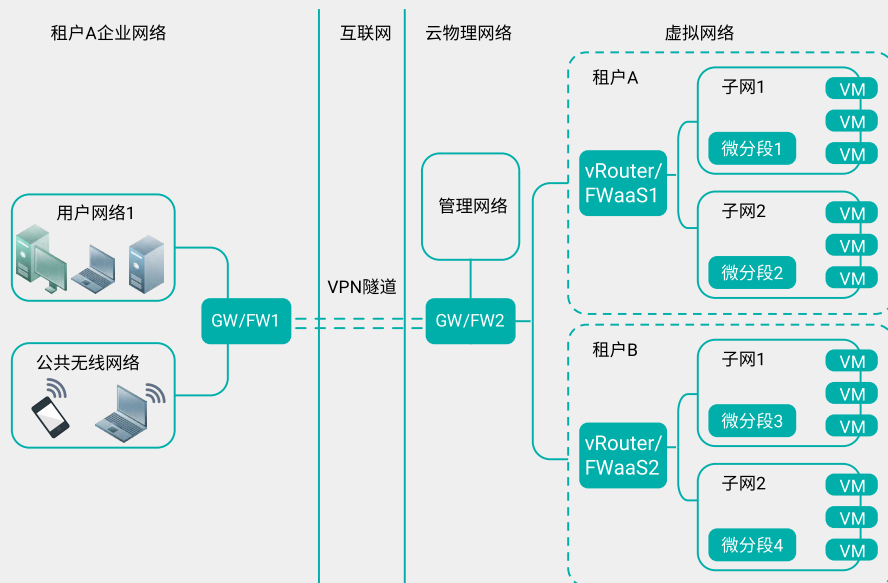 租户A企业网络
互联网
云物理网络
虚拟网络
用户网络1
公共无线网络
GW/FW1
VPN隧道
管理网络
GW/FW2
租户A
vRouter/
FWaaS1
子网1
微分段1
VM
VM
VM
子网2
微分段2
VM
VM
VM
租户B
vRouter/
FWaaS2
子网1
微分段3
VM
VM
VM
子网2
微分段4
VM
VM
VM